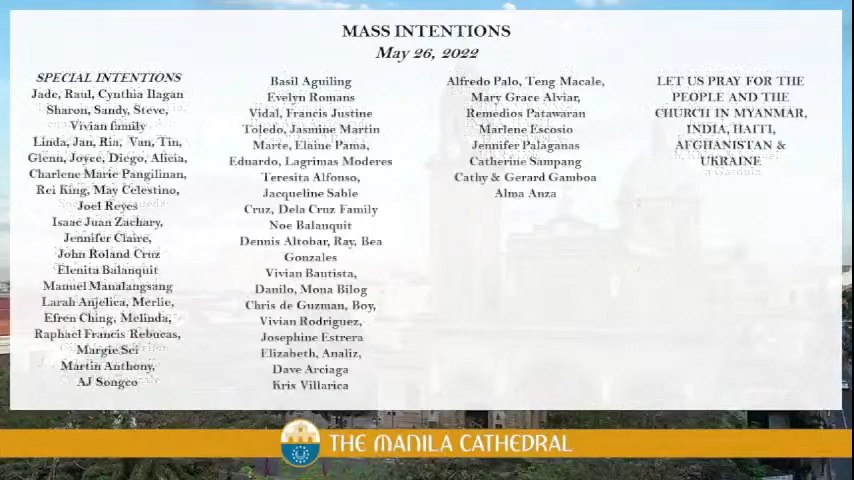 MASS INTENTIONS
May 26, 2022
SPECIAL INTENTIONS
Jade, Raul, Cynthia Ilagan
Sharon, Sandy, Steve,
Vivian family
Linda, Jan, Ria, Van, Tin,
Glenn, Joyce, Diego, Alicia,
Charlene Marie Pangilinan,
Rei King, May Celestino,
Joel Reyes
Isaac Juan Zachary,
Jennifer Claire,
John Roland Cruz
Elenita Balanquit
Manuel Manalangsang
Larah Anjelica, Merlie,
Efren Ching, Melinda,
Raphael Francis Rebucas,
Margie Sci
Martin Anthony,
AJ Songco
Basil Aguiling
Evelyn Romans
Vidal, Francis Justine
Toledo, Jasmine Martin
Marte, Elaine Pama,
Eduardo, Lagrimas Moderes
Teresita Alfonso,
Jacqueline Sable
Cruz, Dela Cruz Family
Noe Balanquit
Dennis Altobar, Ray, Bea
Gonzales
Vivian Bautista,
Danilo, Mona Bilog
Chris de Guzman, Boy,
Vivian Rodriguez,
Josephine Estrera
Elizabeth, Analiz,
Dave Arciaga
Kris Villarica
Alfredo Palo, Teng Macale,
Mary Grace Alviar,
Remedios Patawaran
Marlene Escosio
Jennifer Palaganas
Catherine Sampang
Cathy & Gerard Gamboa
Alma Anza
LET US PRAY FOR THE
PEOPLE AND THE
CHURCH IN MYANMAR,
INDIA, HAITI,
AFGHANISTAN &
UKRAINE
THE MANILA CATHEDRAL